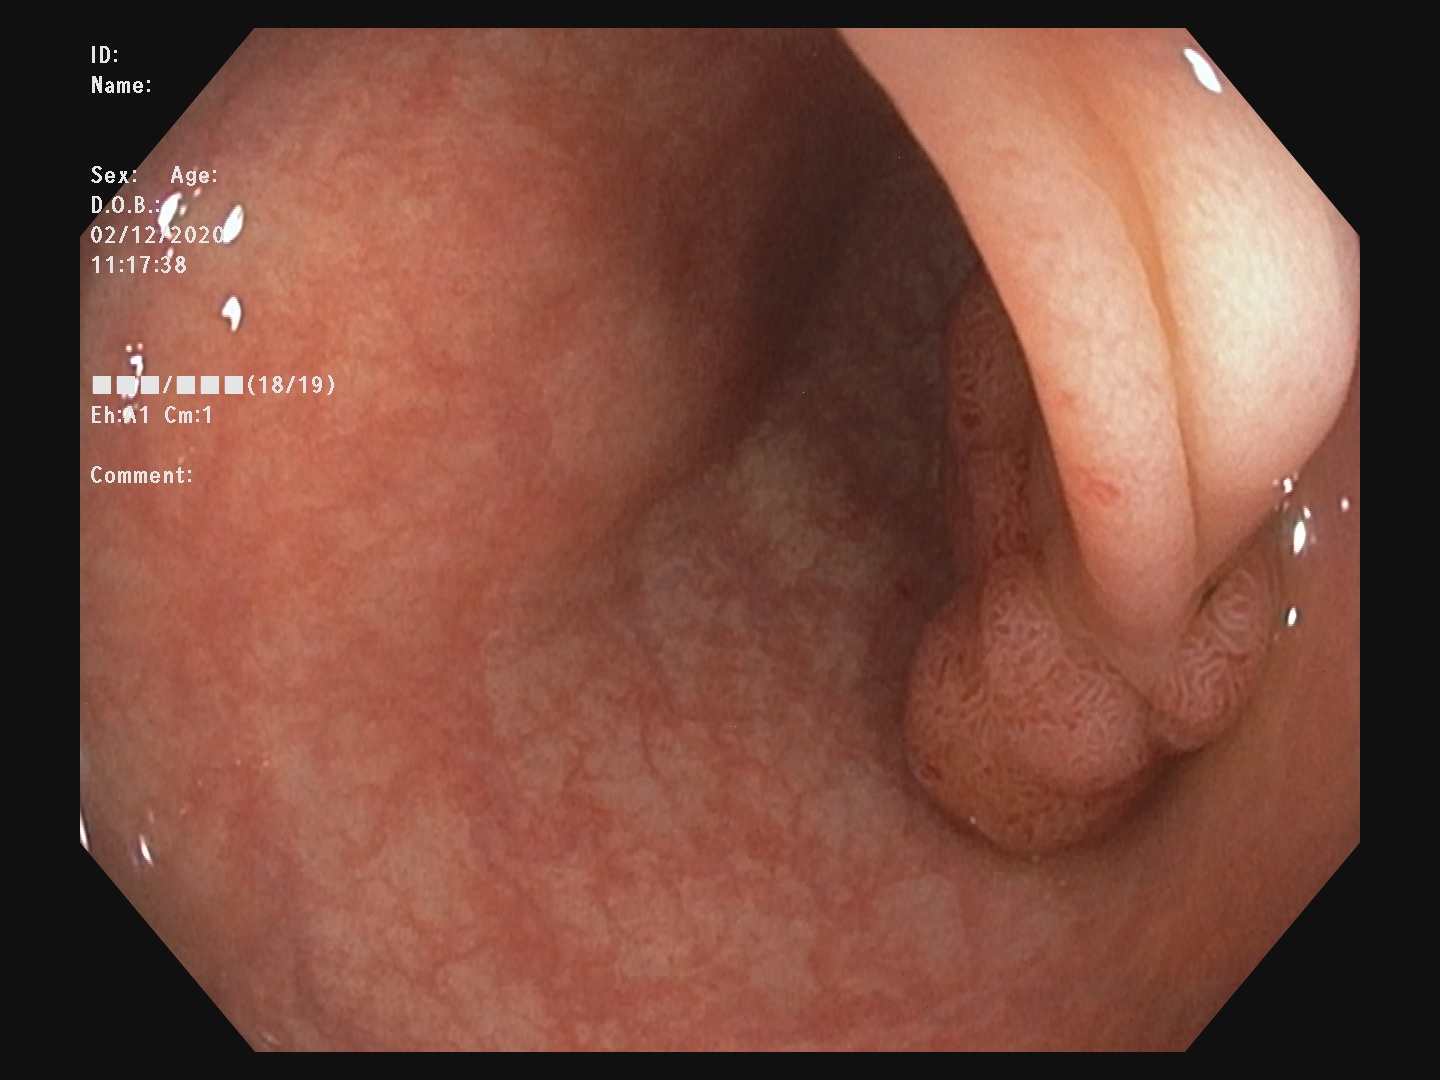 ID:
Name:
Sex: Age:
D.O.B.:
02/12/2020
11:17:38
■■■/■■■(18/19)
Eh:A1 Cm:1
Comment: